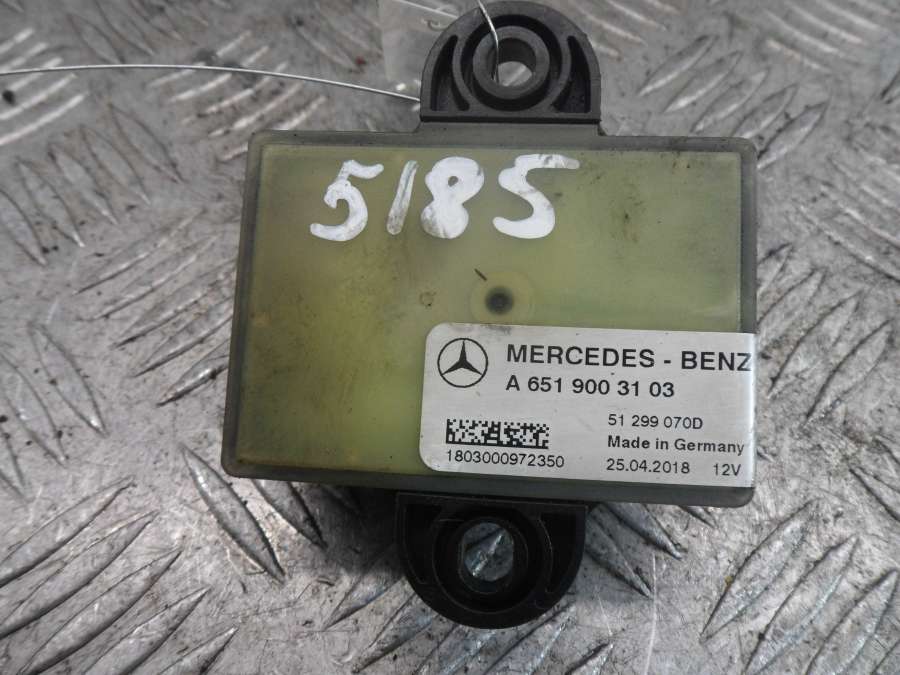 5185
MERCEDES - BENZ
A 651 900 31 03
51 299 070D
Made in Germany
1803000972350
25.04.2018 12V